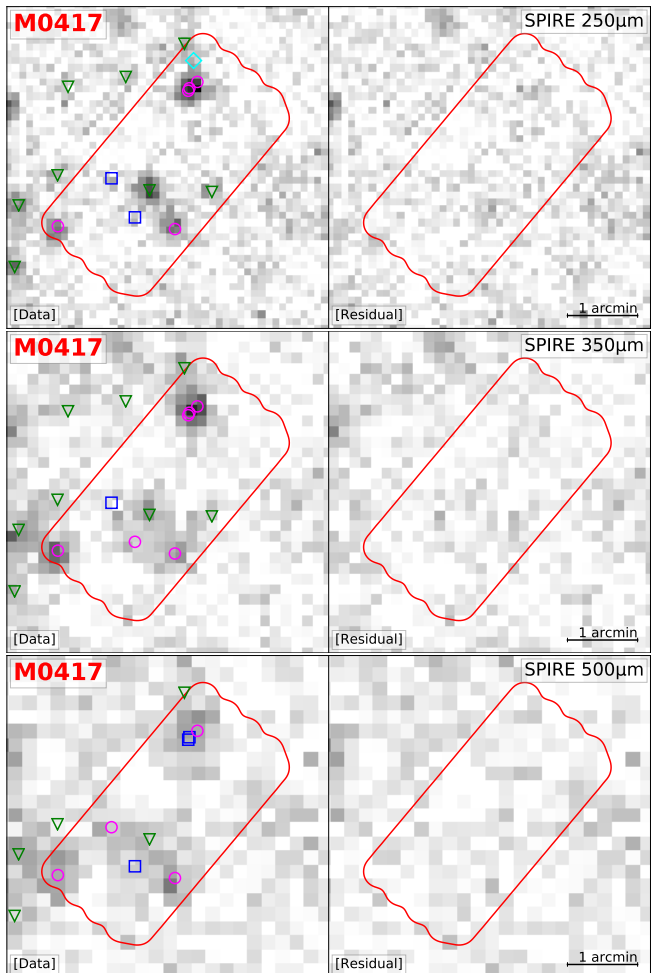 M0417
SPIRE 250μm
[Data]
[Residual]
1 arcmin
M0417
SPIRE 350μm
[Data]
[Residual]
1 arcmin
M0417
SPIRE 500μm
[Data]
[Residual]
1 arcmin